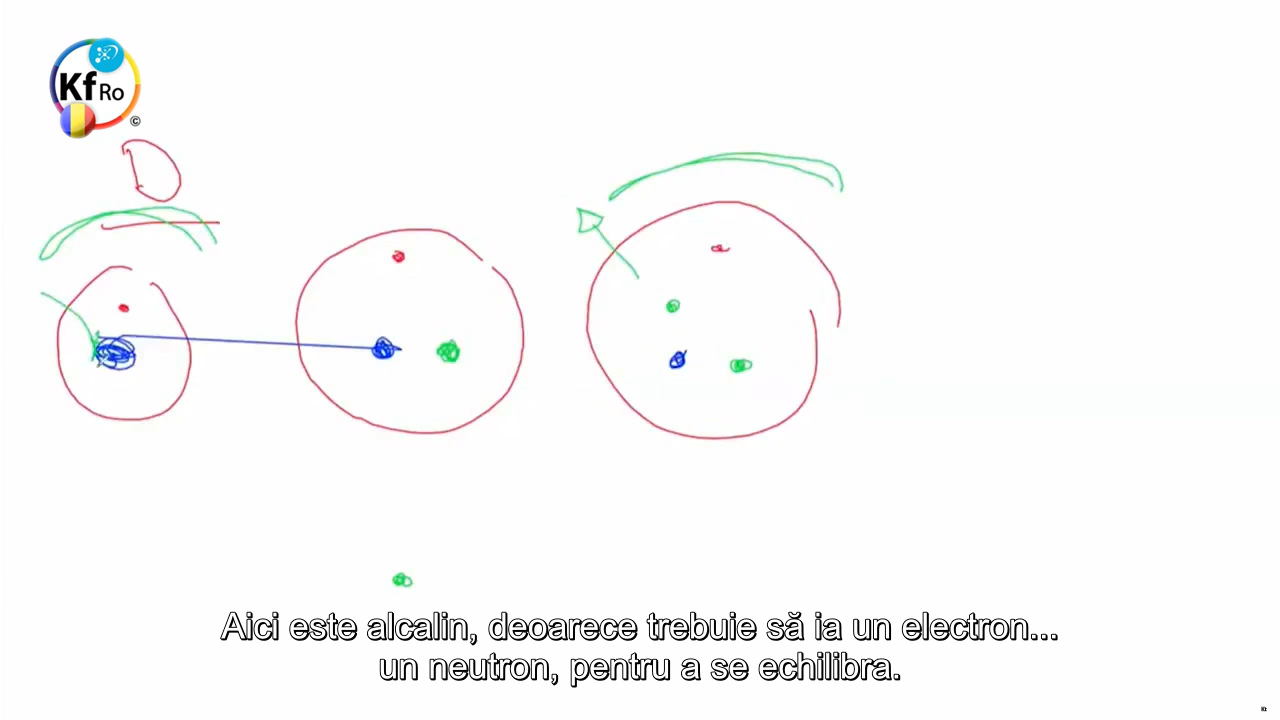 Kf Ro
©
D
Aici este alcalin, deoarece trebuie să ia un electron...
un neutron, pentru a se echilibra.